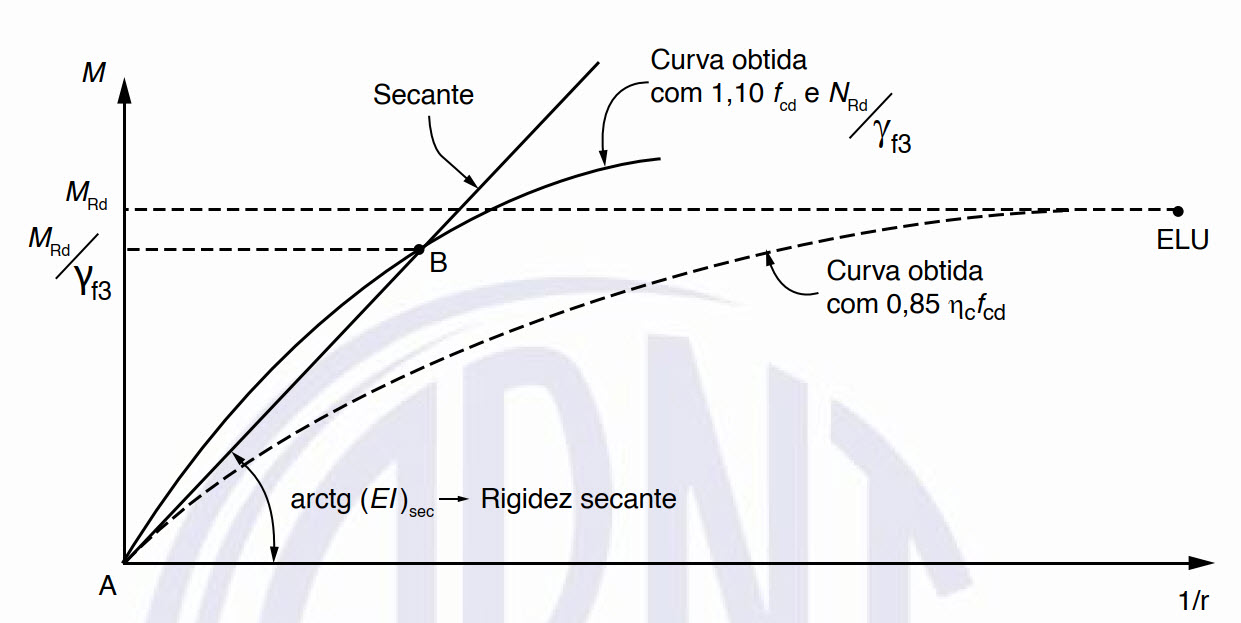 M
Secante
Curva obtida
com 1,10 fcd e NRd/γf3
MRd
MRd/γf3
B
ELU
Curva obtida
com 0,85 ηcfcd
arctg (EI)sec → Rigidez secante
A
1/r
ABNT